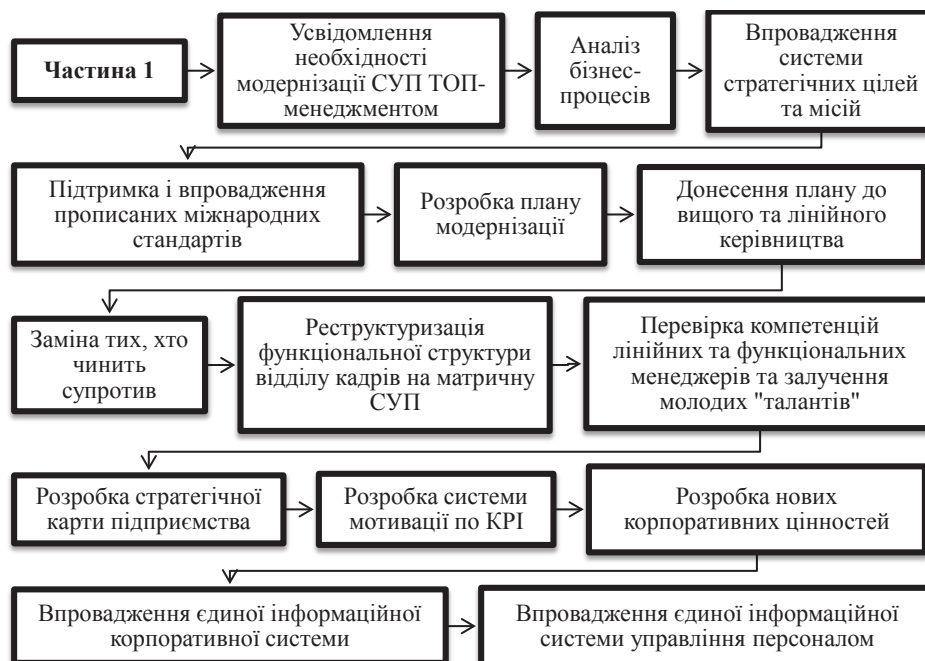 Частина 1
Усвідомлення
необхідності
модернізації СУП ТОП-
менеджментом
Аналіз
бізнес-
процесів
Впровадження
системи
стратегічних цілей
та місій
Підтримка і впровадження
прописаних міжнародних
стандартів
Розробка плану
модернізації
Донесення плану до
вищого та лінійного
керівництва
Заміна тих, хто
чинить
супротив
Реструктуризація
функціональної структури
відділу кадрів на матричну
СУП
Перевірка компетенцій
лінійних та функціональних
менеджерів та залучення
молодих "талантів"
Розробка стратегічної
карти підприємства
Розробка системи
мотивації по КРІ
Розробка нових
корпоративних цінностей
Впровадження єдиної інформаційної
корпоративної системи
Впровадження єдиної інформаційної
системи управління персоналом